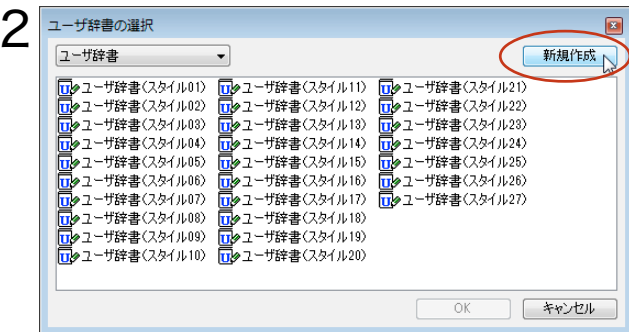 2
ユーザ辞書の選択
ユーザ辞書
新規作成
ユーザ辞書(スタイル01) ユーザ辞書(スタイル11) ユーザ辞書(スタイル21)
ユーザ辞書(スタイル02) ユーザ辞書(スタイル12) ユーザ辞書(スタイル22)
ユーザ辞書(スタイル03) ユーザ辞書(スタイル13) ユーザ辞書(スタイル23)
ユーザ辞書(スタイル04) ユーザ辞書(スタイル14) ユーザ辞書(スタイル24)
ユーザ辞書(スタイル05) ユーザ辞書(スタイル15) ユーザ辞書(スタイル25)
ユーザ辞書(スタイル06) ユーザ辞書(スタイル16) ユーザ辞書(スタイル26)
ユーザ辞書(スタイル07) ユーザ辞書(スタイル17) ユーザ辞書(スタイル27)
ユーザ辞書(スタイル08) ユーザ辞書(スタイル18)
ユーザ辞書(スタイル09) ユーザ辞書(スタイル19)
ユーザ辞書(スタイル10) ユーザ辞書(スタイル20)
OK キャンセル